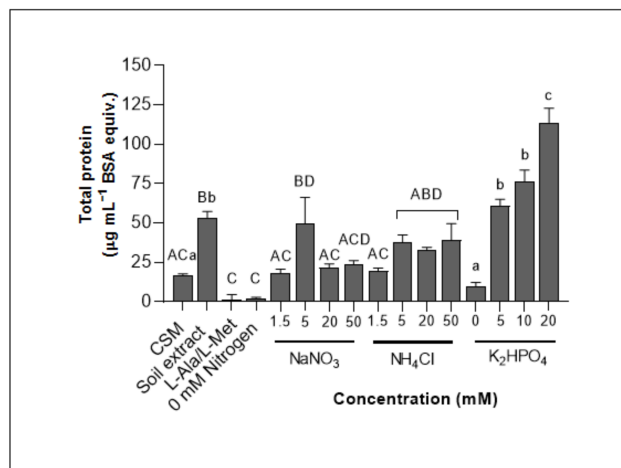 Total protein
(μg mL⁻¹ BSA equiv.)
150
125
100
75
50
25
0
ACa
Bb
C
C
AC
BD
AC
ACD
AC
ABD
a
b
b
c
CSM
Soil extract
L-Ala/L-Met
0 mM Nitrogen
1.5 5 20 50 1.5 5 20 50 0 5 10 20
NaNO₃ NH₄Cl K₂HPO₄
Concentration (mM)